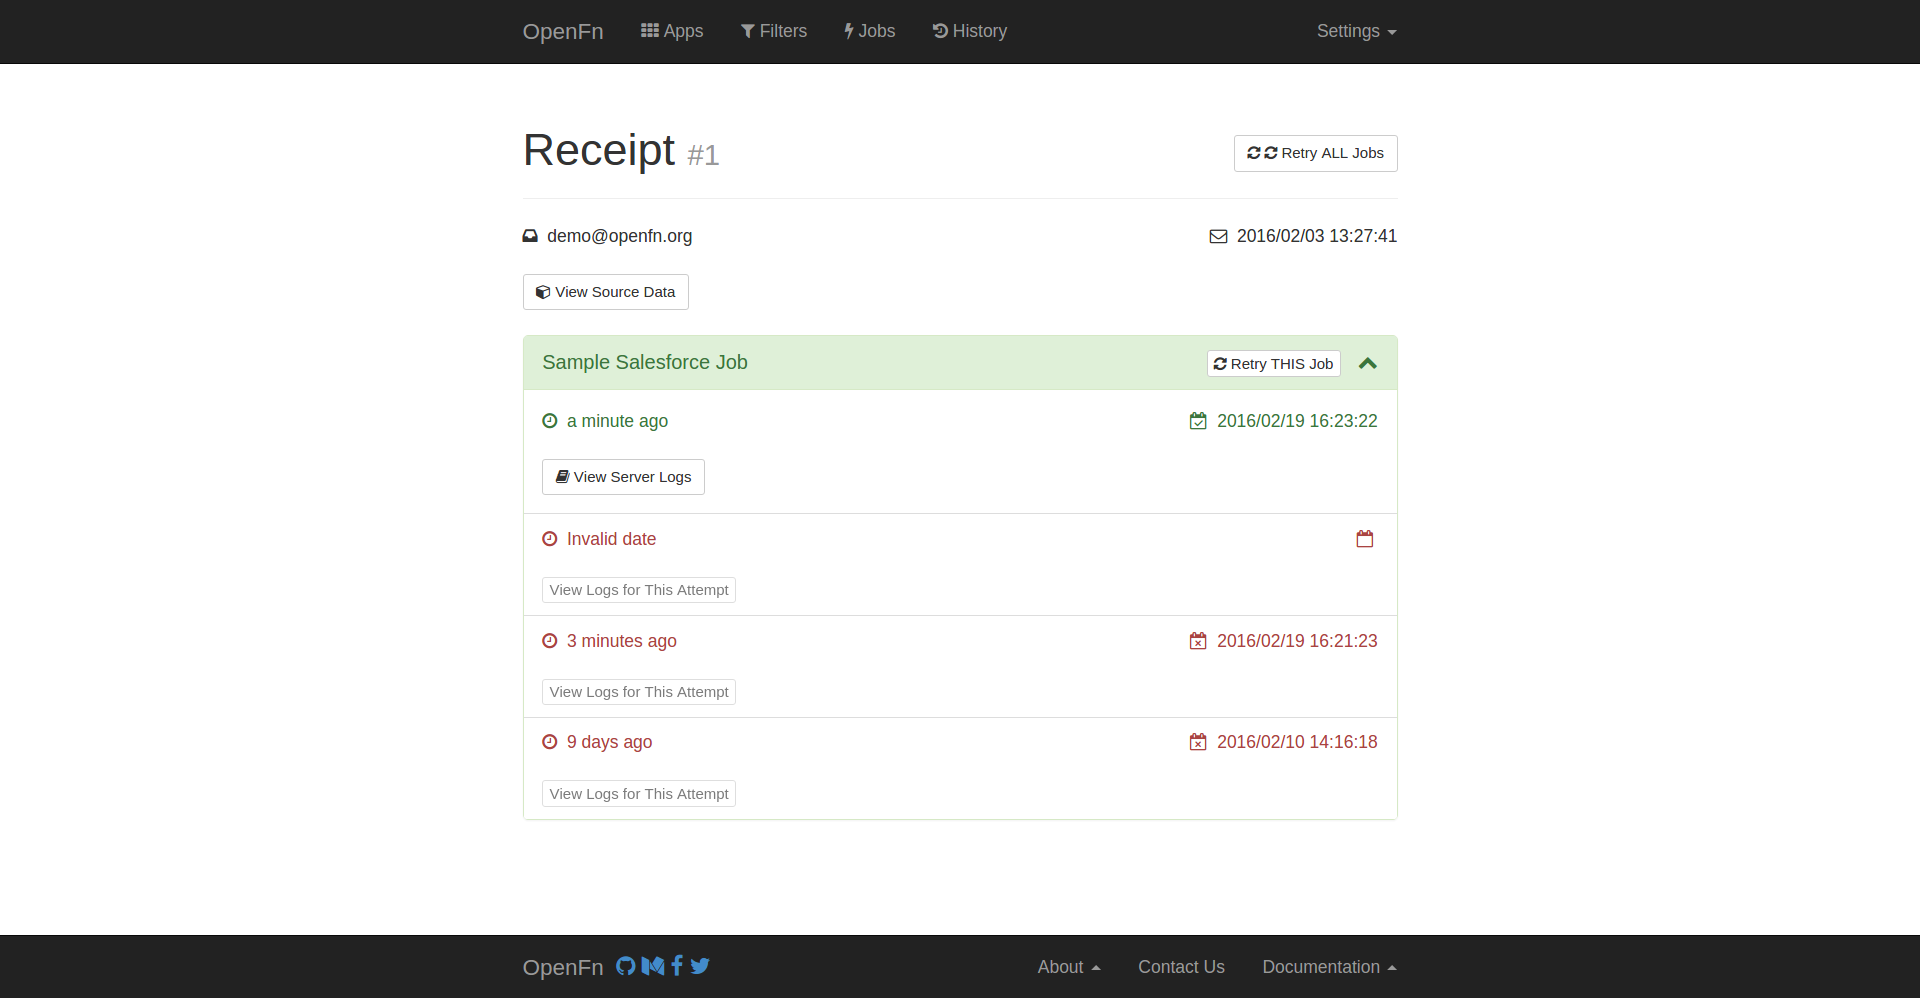 OpenFn Apps Filters Jobs History Settings
Receipt #1 Retry ALL Jobs
demo@openfn.org 2016/02/03 13:27:41
View Source Data
Sample Salesforce Job Retry THIS Job
a minute ago 2016/02/19 16:23:22
View Server Logs
Invalid date
View Logs for This Attempt
3 minutes ago 2016/02/19 16:21:23
View Logs for This Attempt
9 days ago 2016/02/10 14:16:18
View Logs for This Attempt
OpenFn About Contact Us Documentation